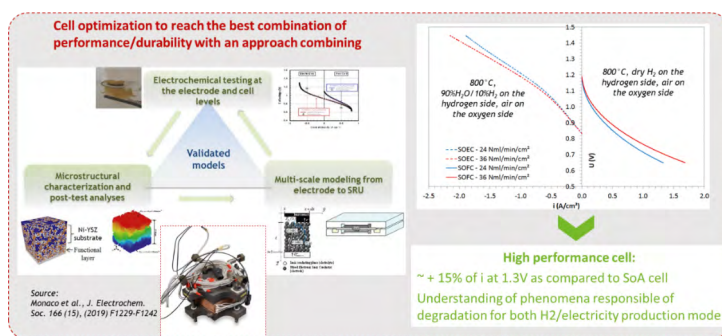 Cell optimization to reach the best combination of
performance/durability with an approach combining
Electrochemical testing at
the electrode and cell
levels
Validated
models
Microstructural
characterization and
post-test analyses
Multi-scale modeling from
electrode to SRU
Ni-YSZ
substrate
Functional
layer
Source:
Monaco et al., J. Electrochem.
Soc. 166 (15), (2019) F1229-F1242
1.5
1.4
1.3
1.2
1.1
1.0
0.9
0.8
0.7
0.6
0.5
U (V)
800°C,
90%H₂O/ 10%H₂ on the
hydrogen side, air on
the oxygen side
800°C, dry H₂ on the
hydrogen side, air on
the oxygen side
SOEC - 24 Nml/min/cm²
SOEC - 36 Nml/min/cm²
SOFC - 24 Nml/min/cm²
SOFC - 36 Nml/min/cm²
-2.5 -2.0 -1.5 -1.0 -0.5 0.0 0.5 1.0 1.5 2.0
i (A/cm²)
High performance cell:
~ + 15% of i at 1.3V as compared to SoA cell
Understanding of phenomena responsible of
degradation for both H2/electricity production mode